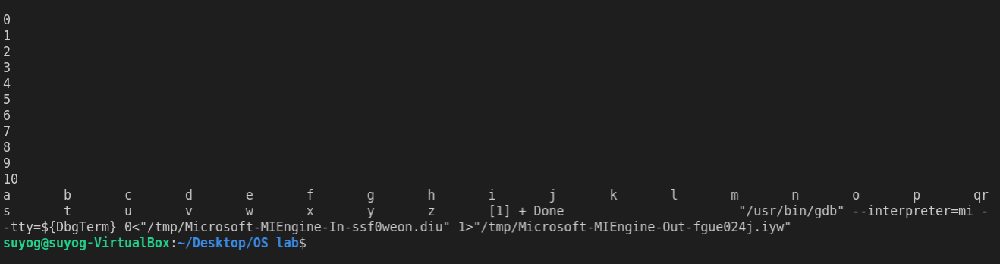 0
1
2
3
4
5
6
7
8
9
10
a       b       c       d       e       f       g       h       i       j       k       l       m       n       o       p       qr
s       t       u       v       w       x       y       z       [1] + Done                       "/usr/bin/gdb" --interpreter=mi -
-tty=${DbgTerm} 0<"/tmp/Microsoft-MIEngine-In-ssf0weon.diu" 1>"/tmp/Microsoft-MIEngine-Out-fgue024j.iyw"
suyog@suyog-VirtualBox:~/Desktop/OS lab$